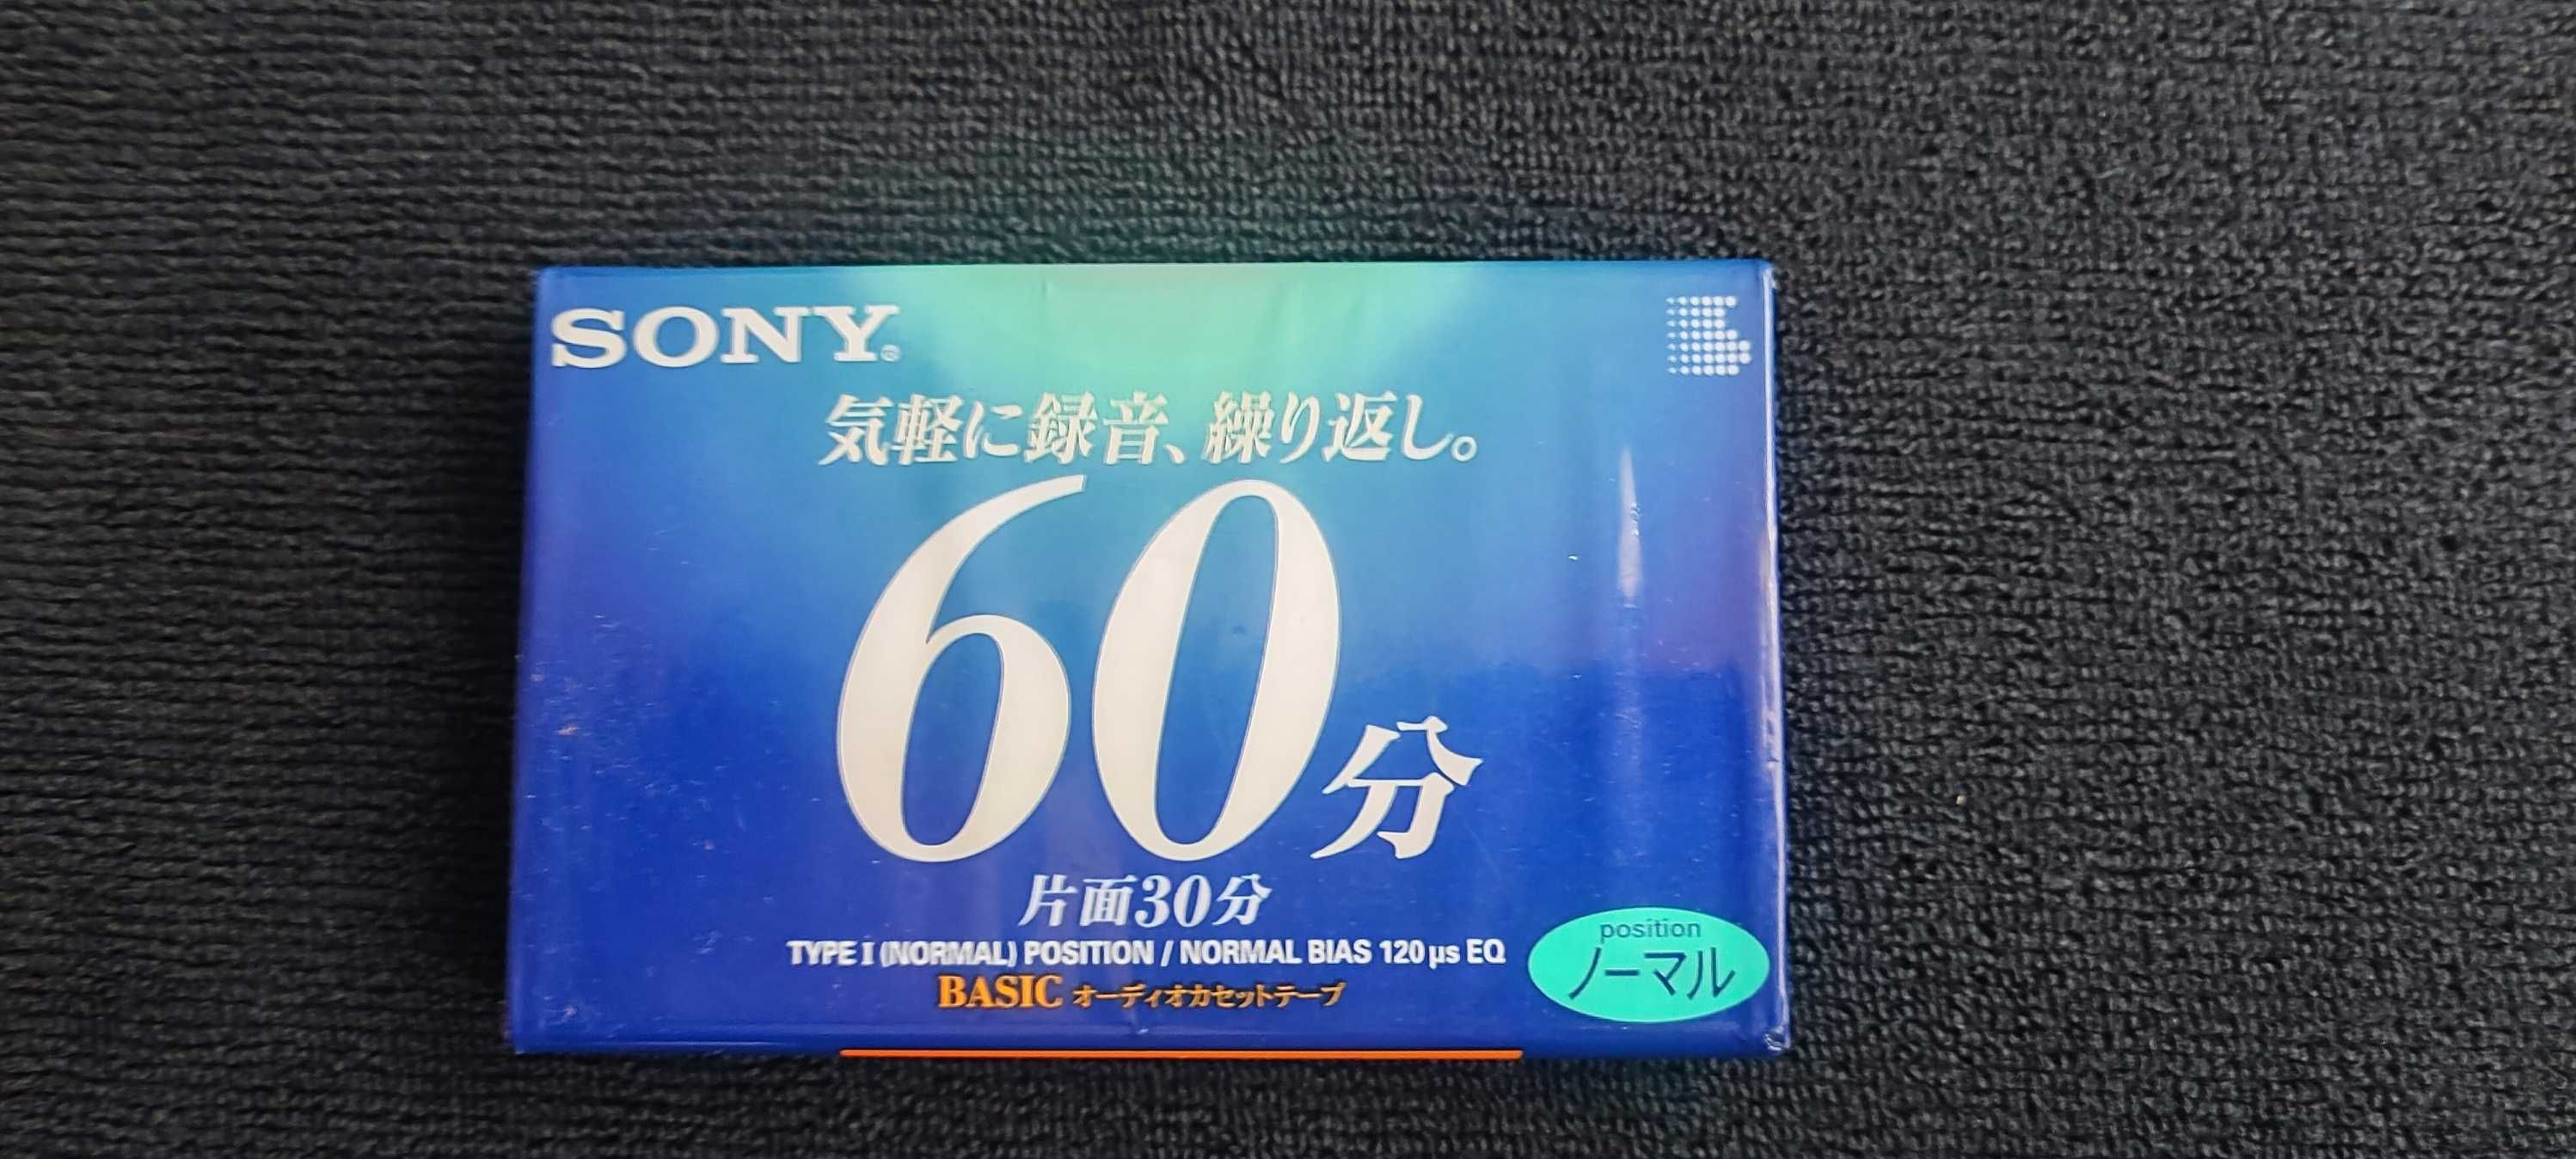 SONY®
気軽に録音、繰り返し。
60分
片面30分
TYPE I (NORMAL) POSITION / NORMAL BIAS 120 µs EQ
BASIC オーディオカセットテープ
position
ノーマル